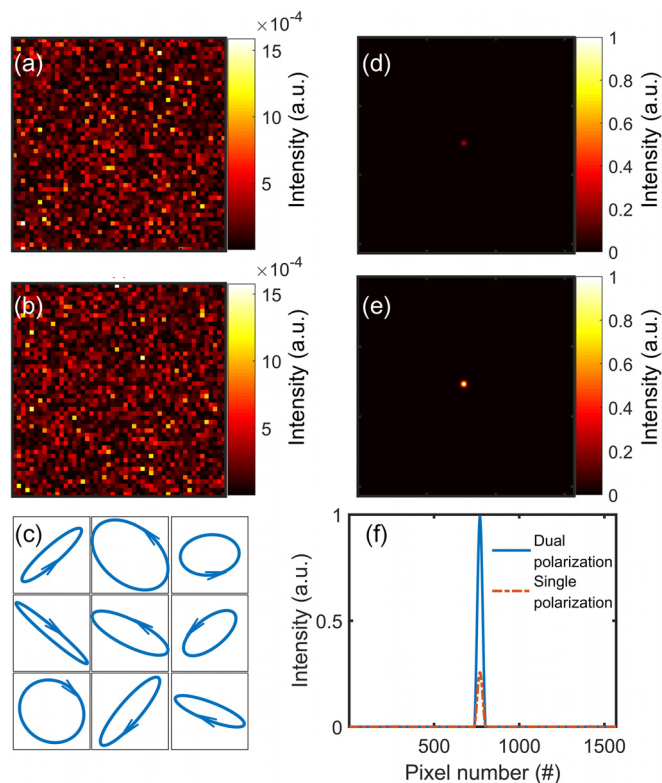 ×10⁻⁴
(a)
15
10
5
Intensity (a.u.)
(d)
1
0.8
0.6
0.4
0.2
0
Intensity (a.u.)
×10⁻⁴
(b)
15
10
5
Intensity (a.u.)
(e)
1
0.8
0.6
0.4
0.2
0
Intensity (a.u.)
(c)
(f)
1
0.5
0
Intensity (a.u.)
Dual
polarization
Single
polarization
500
1000
1500
Pixel number (#)